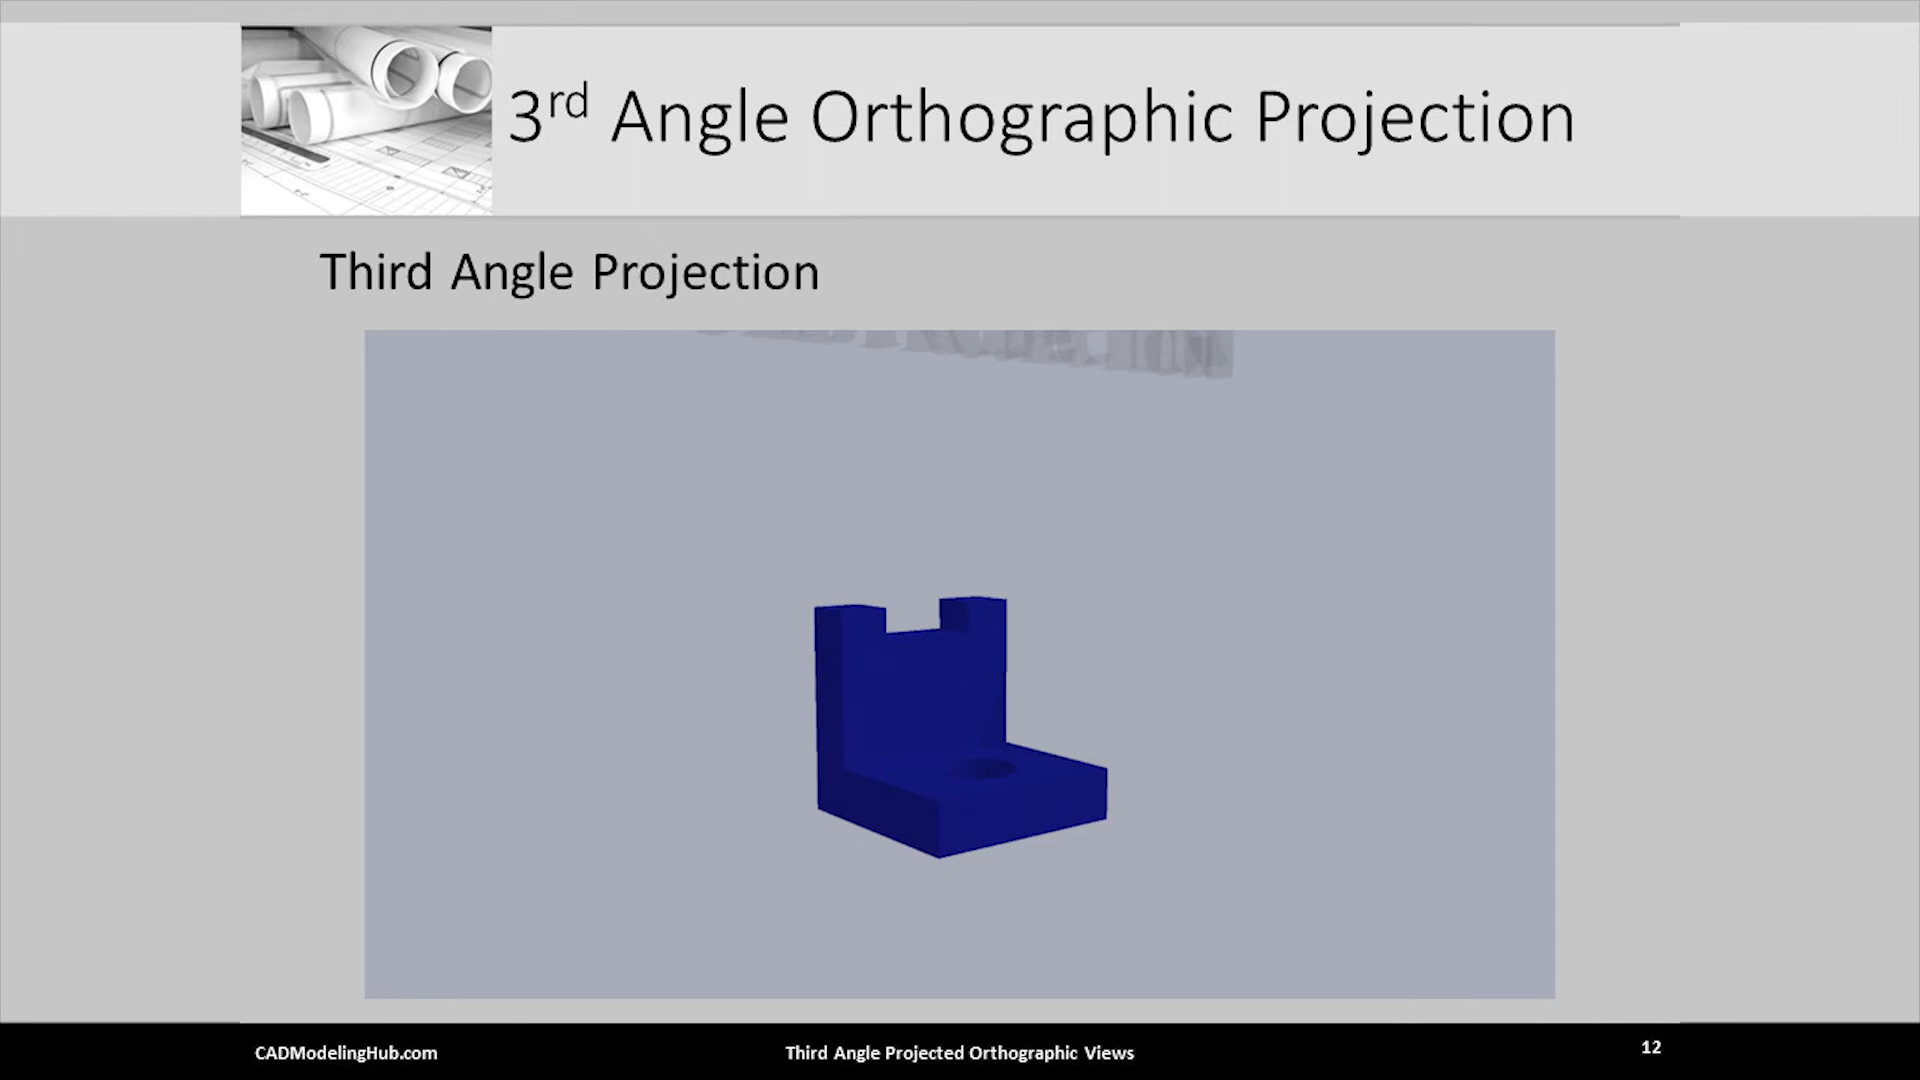 3rd Angle Orthographic Projection
Third Angle Projection
CADModelingHub.com
Third Angle Projected Orthographic Views
12